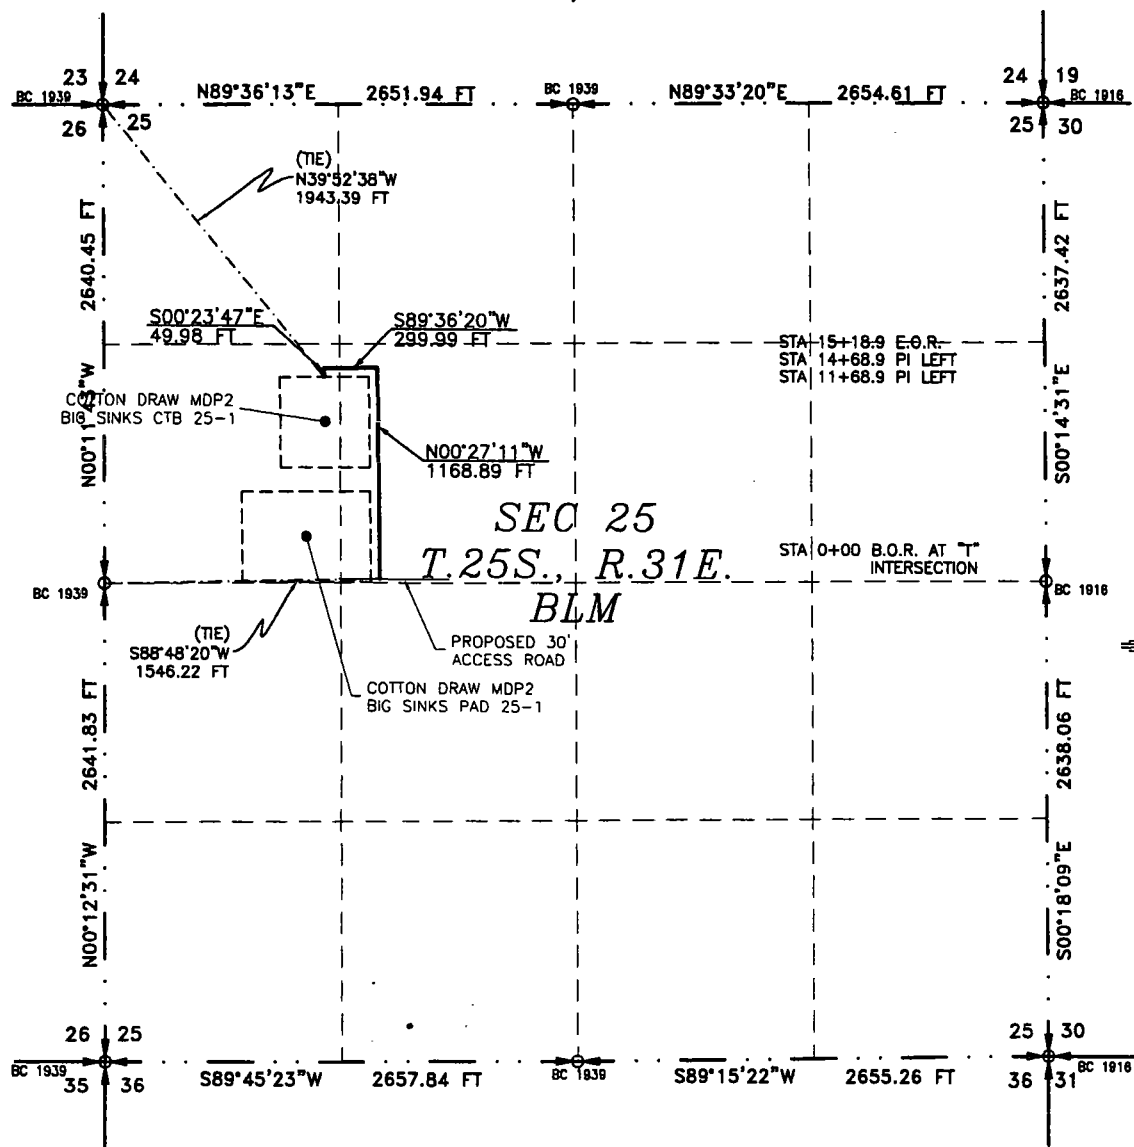 23 24
N89°36'13"E 2651.94 FT
BC 1939
N89°33'20"E 2654.61 FT
24 19
BC 1939
BC 1916
26 25
25 30
(TIE)
N39°52'38"W
1943.39 FT
2640.45 FT
N00°11'43"W
2637.42 FT
S00°14'31"E
S00°23'47"E
49.98 FT
S89°36'20"W
299.99 FT
STA 15+18.9 E.O.R.
STA 14+68.9 PI LEFT
STA 11+68.9 PI LEFT
COTTON DRAW MDP2
BIG SINKS CTB 25-1
N00°27'11"W
1168.89 FT
SEC 25
T.25S., R.31E.
BLM
STA 0+00 B.O.R. AT "T"
INTERSECTION
BC 1939
BC 1916
(TIE)
S88°48'20"W
1546.22 FT
PROPOSED 30'
ACCESS ROAD
COTTON DRAW MDP2
BIG SINKS PAD 25-1
2641.83 FT
N00°12'31"W
2638.06 FT
S00°18'09"E
26 25
25 30
BC 1939
35 36
S89°45'23"W 2657.84 FT
BC 1939
S89°15'22"W 2655.26 FT
36 31
BC 1916